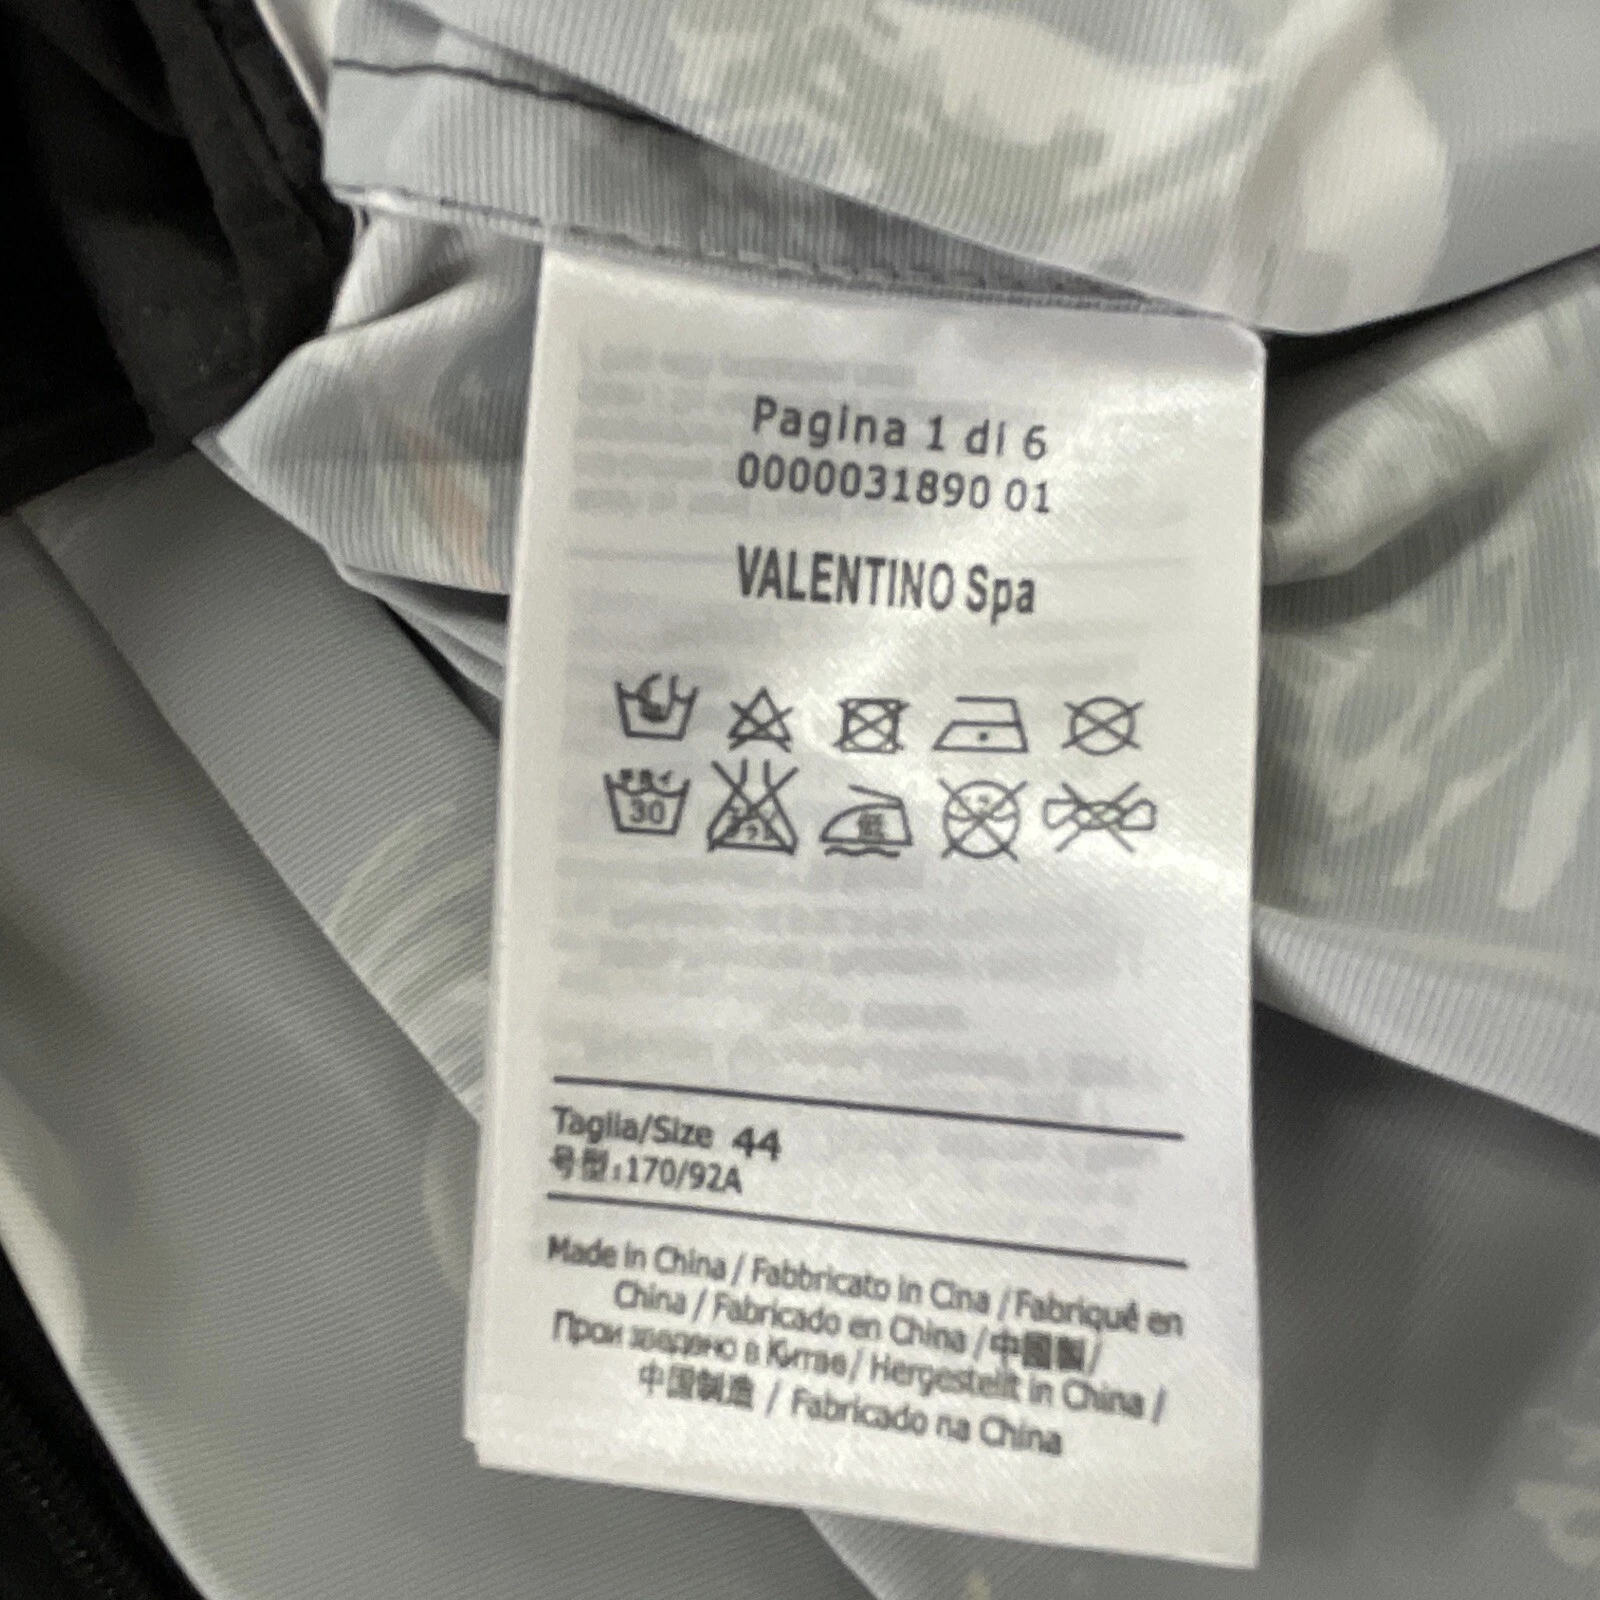 Pagina 1 di 6
0000031890 01
VALENTINO Spa
30 低
Taglia/Size 44
号型:170/92A
Made in China / Fabbricato in Cina / Fabriqué en
China / Fabricado en China / 中國製 /
Произведено в Китае / Hergestellt in China /
中国制造 / Fabricado na China